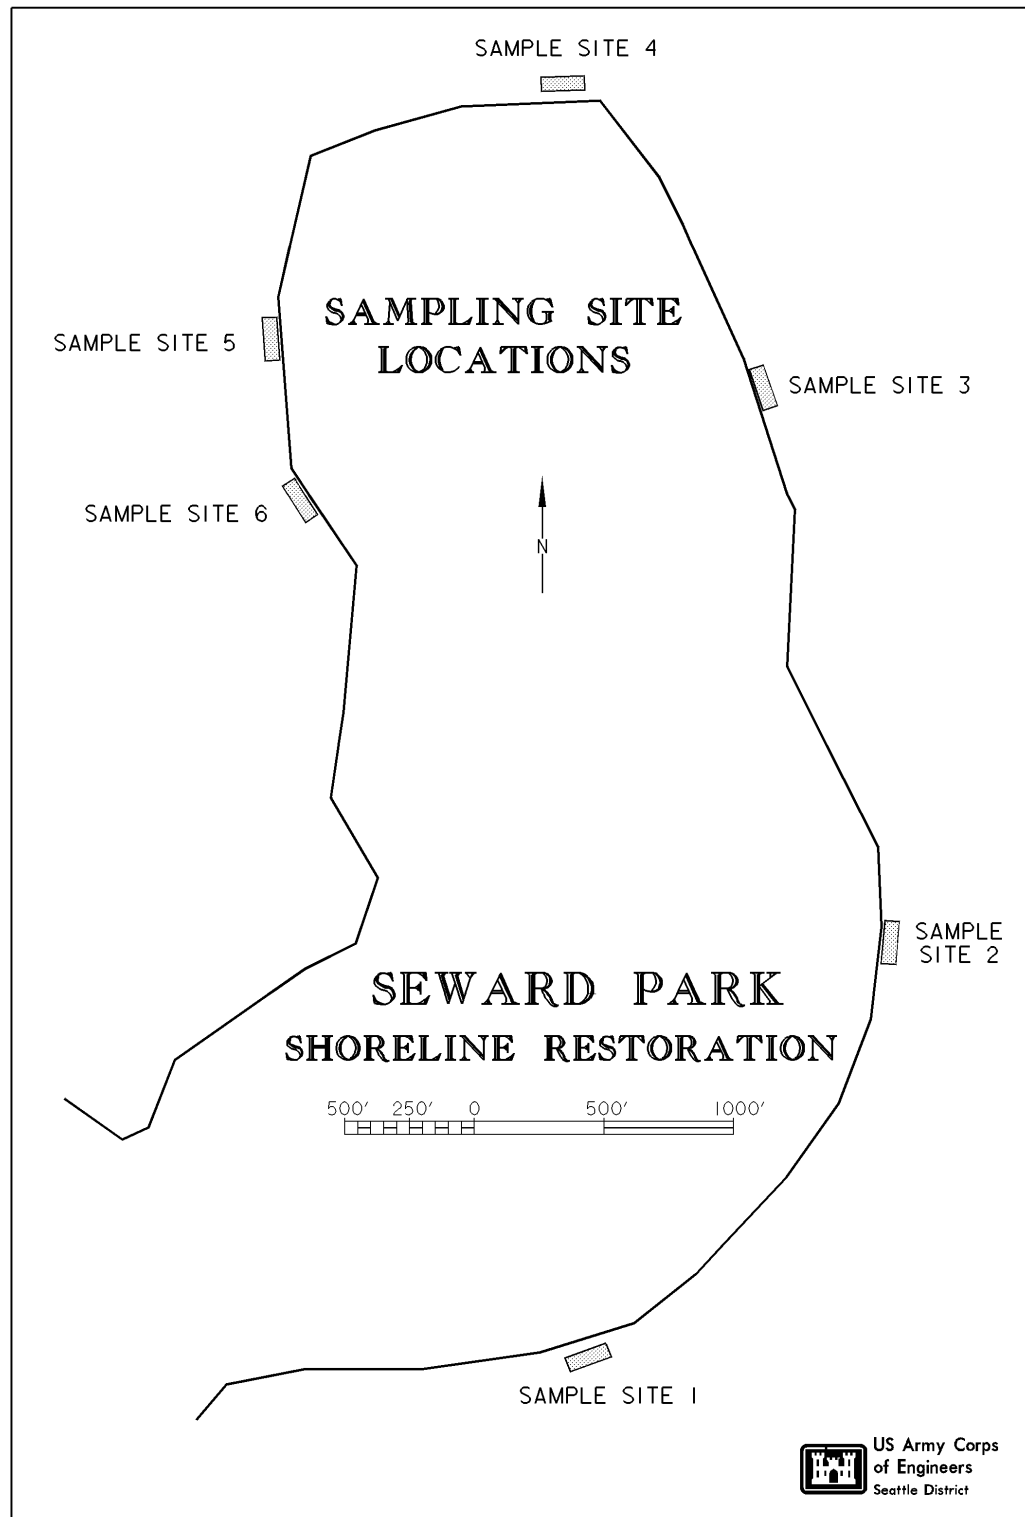 SAMPLE SITE 4
SAMPLING SITE
LOCATIONS
SAMPLE SITE 5
SAMPLE SITE 3
SAMPLE SITE 6
N
SAMPLE
SITE 2
SEWARD PARK
SHORELINE RESTORATION
500' 250' 0 500' 1000'
SAMPLE SITE 1
US Army Corps
of Engineers
Seattle District